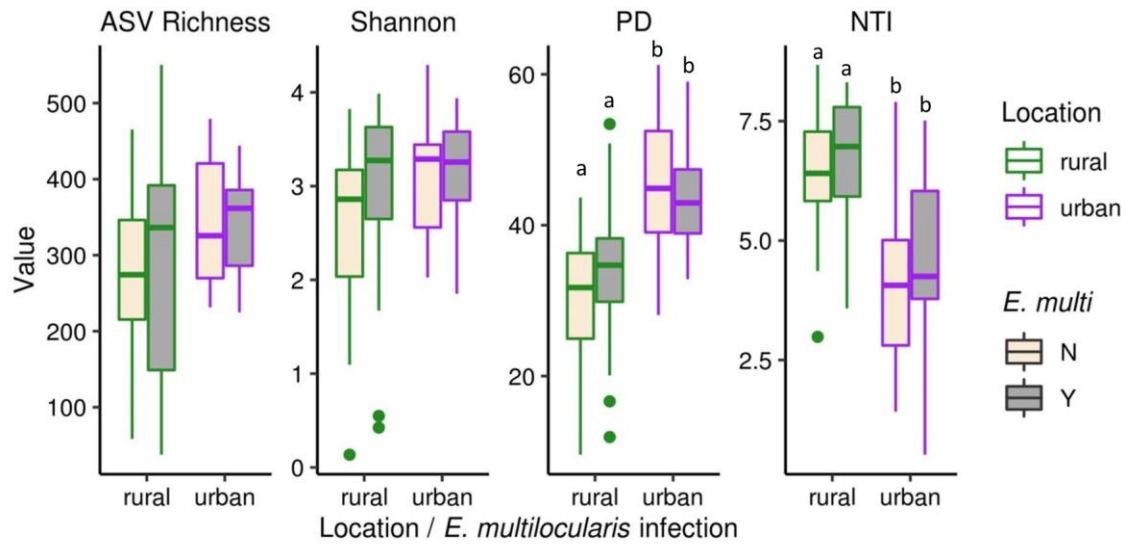 ASV Richness
Shannon
PD
NTI
Value
500
400
300
200
100
4
3
2
1
0
60
40
20
7.5
5.0
2.5
a
a
b
b
a
a
b
b
rural urban
rural urban
rural urban
rural urban
Location / E. multilocularis infection
Location
rural
urban
E. multi
N
Y